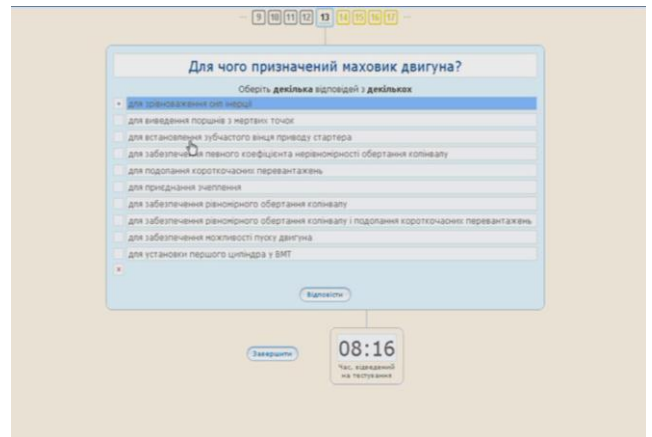 9 10 11 12 13 14 15 16 17
Для чого призначений маховик двигуна?
Оберіть декілька відповідей з декількох
для зрівноваження сил інерції
для виведення поршнів з мертвих точок
для встановлення зубчастого вінця приводу стартера
для забезпечення певного коефіцієнта нерівномірності обертання колінвалу
для подолання короткочасних перевантажень
для приєднання зчеплення
для забезпечення рівномірного обертання колінвалу
для забезпечення рівномірного обертання колінвалу і подолання короткочасних перевантажень
для забезпечення можливості пуску двигуна
для установки першого циліндра у ВМТ
Відповісти
Завершити
08:16
Час, відведений
на тестування